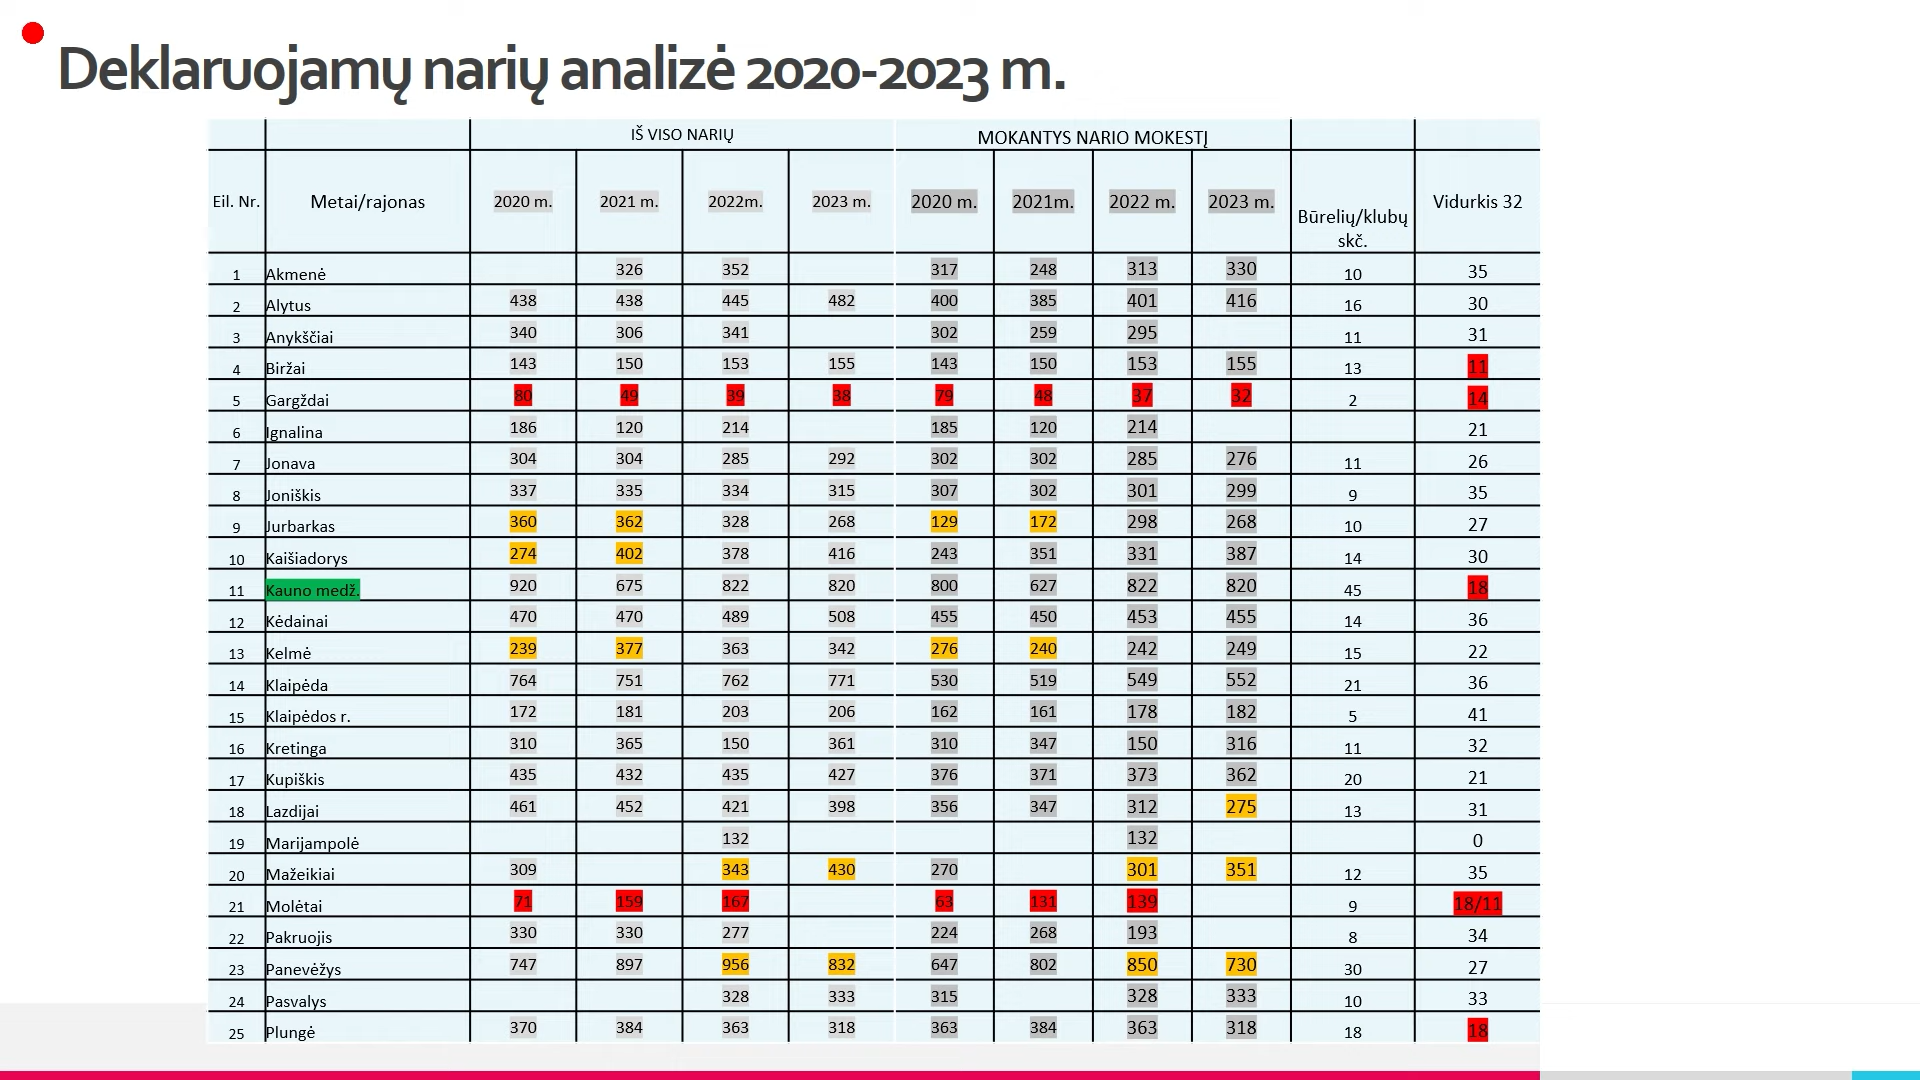 Deklaruojamų narių analizė 2020-2023 m.
IŠ VISO NARIŲ MOKANTYS NARIO MOKESTĮ
Eil. Nr. Metai/rajonas 2020 m. 2021 m. 2022m. 2023 m. 2020 m. 2021m. 2022 m. 2023 m. Būrelių/klubų skč. Vidurkis 32
1 Akmenė 326 352 317 248 313 330 10 35
2 Alytus 438 438 445 482 400 385 401 416 16 30
3 Anykščiai 340 306 341 302 259 295 11 31
4 Biržai 143 150 153 155 143 150 153 155 13 11
5 Gargždai 80 49 39 38 79 48 37 32 2 14
6 Ignalina 186 120 214 185 120 214 21
7 Jonava 304 304 285 292 302 302 285 276 11 26
8 Joniškis 337 335 334 315 307 302 301 299 9 35
9 Jurbarkas 360 362 328 268 129 172 298 268 10 27
10 Kaišiadorys 274 402 378 416 243 351 331 387 14 30
11 Kauno medž. 920 675 822 820 800 627 822 820 45 18
12 Kėdainai 470 470 489 508 455 450 453 455 14 36
13 Kelmė 239 377 363 342 276 240 242 249 15 22
14 Klaipėda 764 751 762 771 530 519 549 552 21 36
15 Klaipėdos r. 172 181 203 206 162 161 178 182 5 41
16 Kretinga 310 365 150 361 310 347 150 316 11 32
17 Kupiškis 435 432 435 427 376 371 373 362 20 21
18 Lazdijai 461 452 421 398 356 347 312 275 13 31
19 Marijampolė 132 132 0
20 Mažeikiai 309 343 430 270 301 351 12 35
21 Molėtai 71 159 167 63 131 139 9 18/11
22 Pakruojis 330 330 277 224 268 193 8 34
23 Panevėžys 747 897 956 832 647 802 850 730 30 27
24 Pasvalys 328 333 315 328 333 10 33
25 Plungė 370 384 363 318 363 384 363 318 18 18